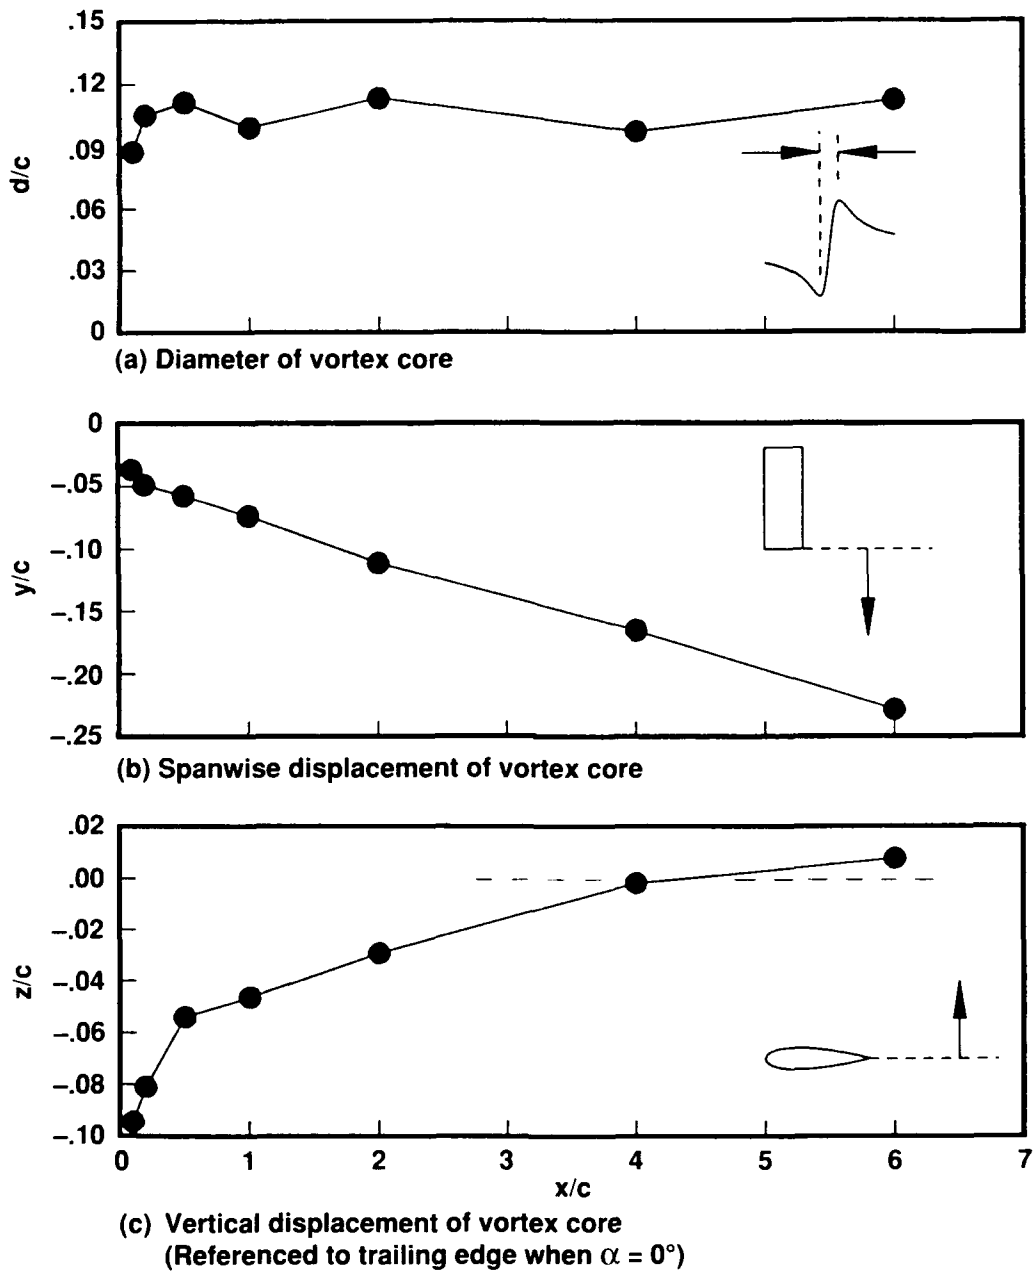 .15
.12
.09
.06
.03
0
d/c
(a) Diameter of vortex core
0
–.05
–.10
–.15
–.20
–.25
y/c
(b) Spanwise displacement of vortex core
.02
.00
–.02
–.04
–.06
–.08
–.10
z/c
0 1 2 3 4 5 6 7
x/c
(c) Vertical displacement of vortex core
(Referenced to trailing edge when α = 0°)